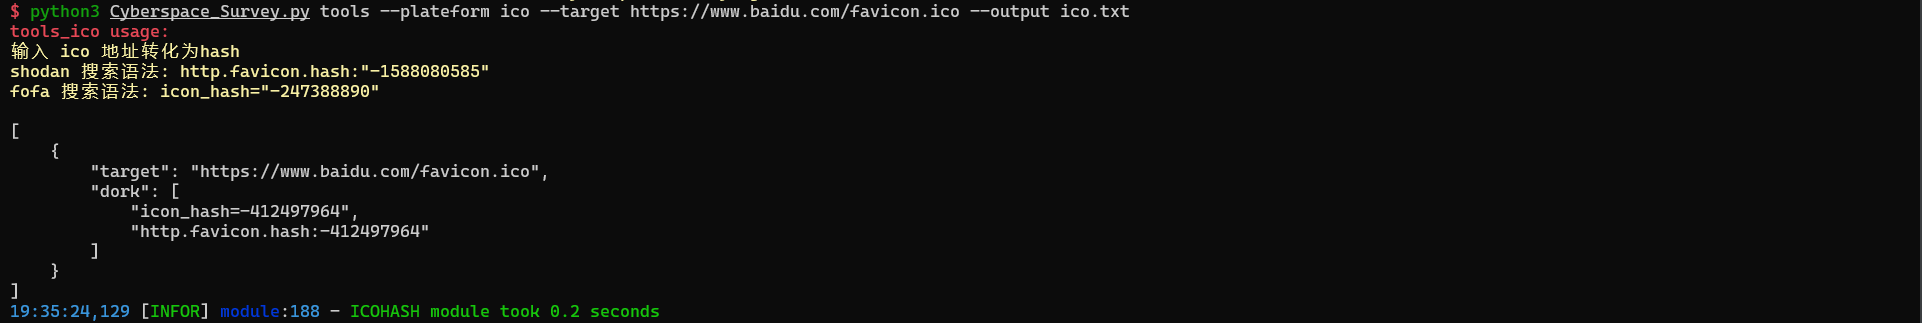 $ python3 Cyberspace_Survey.py tools --plateform ico --target https://www.baidu.com/favicon.ico --output ico.txt
tools_ico usage:
输入 ico 地址转化为hash
shodan 搜索语法: http.favicon.hash:"-1588080585"
fofa 搜索语法: icon_hash="-247388890"
[
    {
        "target": "https://www.baidu.com/favicon.ico",
        "dork": [
            "icon_hash=-412497964",
            "http.favicon.hash:-412497964"
        ]
    }
]
19:35:24,129 [INFOR] module:188 - ICOHASH module took 0.2 seconds